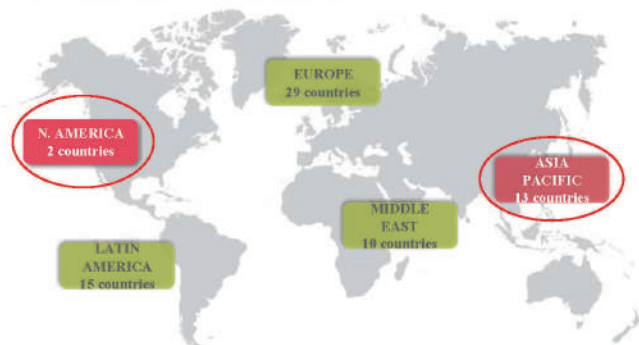 EUROPE
29 countries
N. AMERICA
2 countries
ASIA
PACIFIC
13 countries
MIDDLE
EAST
10 countries
LATIN
AMERICA
15 countries